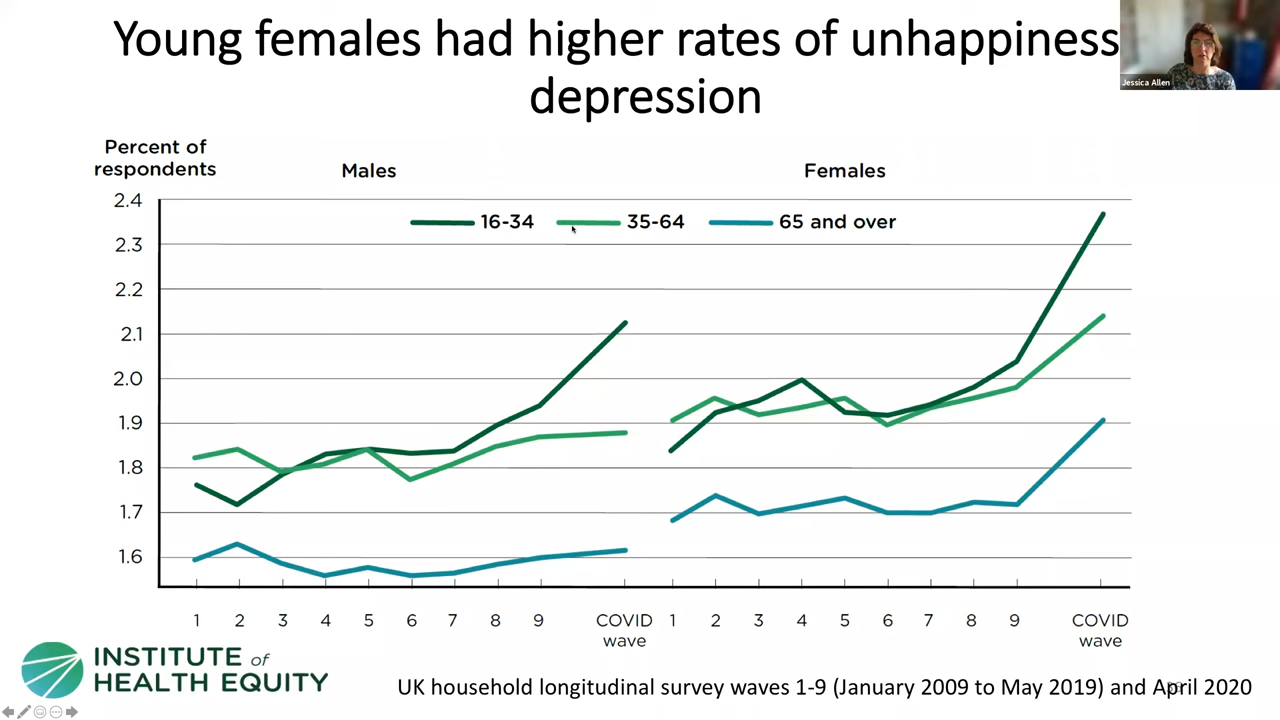 Young females had higher rates of unhappiness
depression
Jessica Allen
Percent of
respondents
Males
Females
16-34
35-64
65 and over
2.4
2.3
2.2
2.1
2.0
1.9
1.8
1.7
1.6
1 2 3 4 5 6 7 8 9 COVID wave
1 2 3 4 5 6 7 8 9 COVID wave
INSTITUTE of
HEALTH EQUITY
UK household longitudinal survey waves 1-9 (January 2009 to May 2019) and April 2020